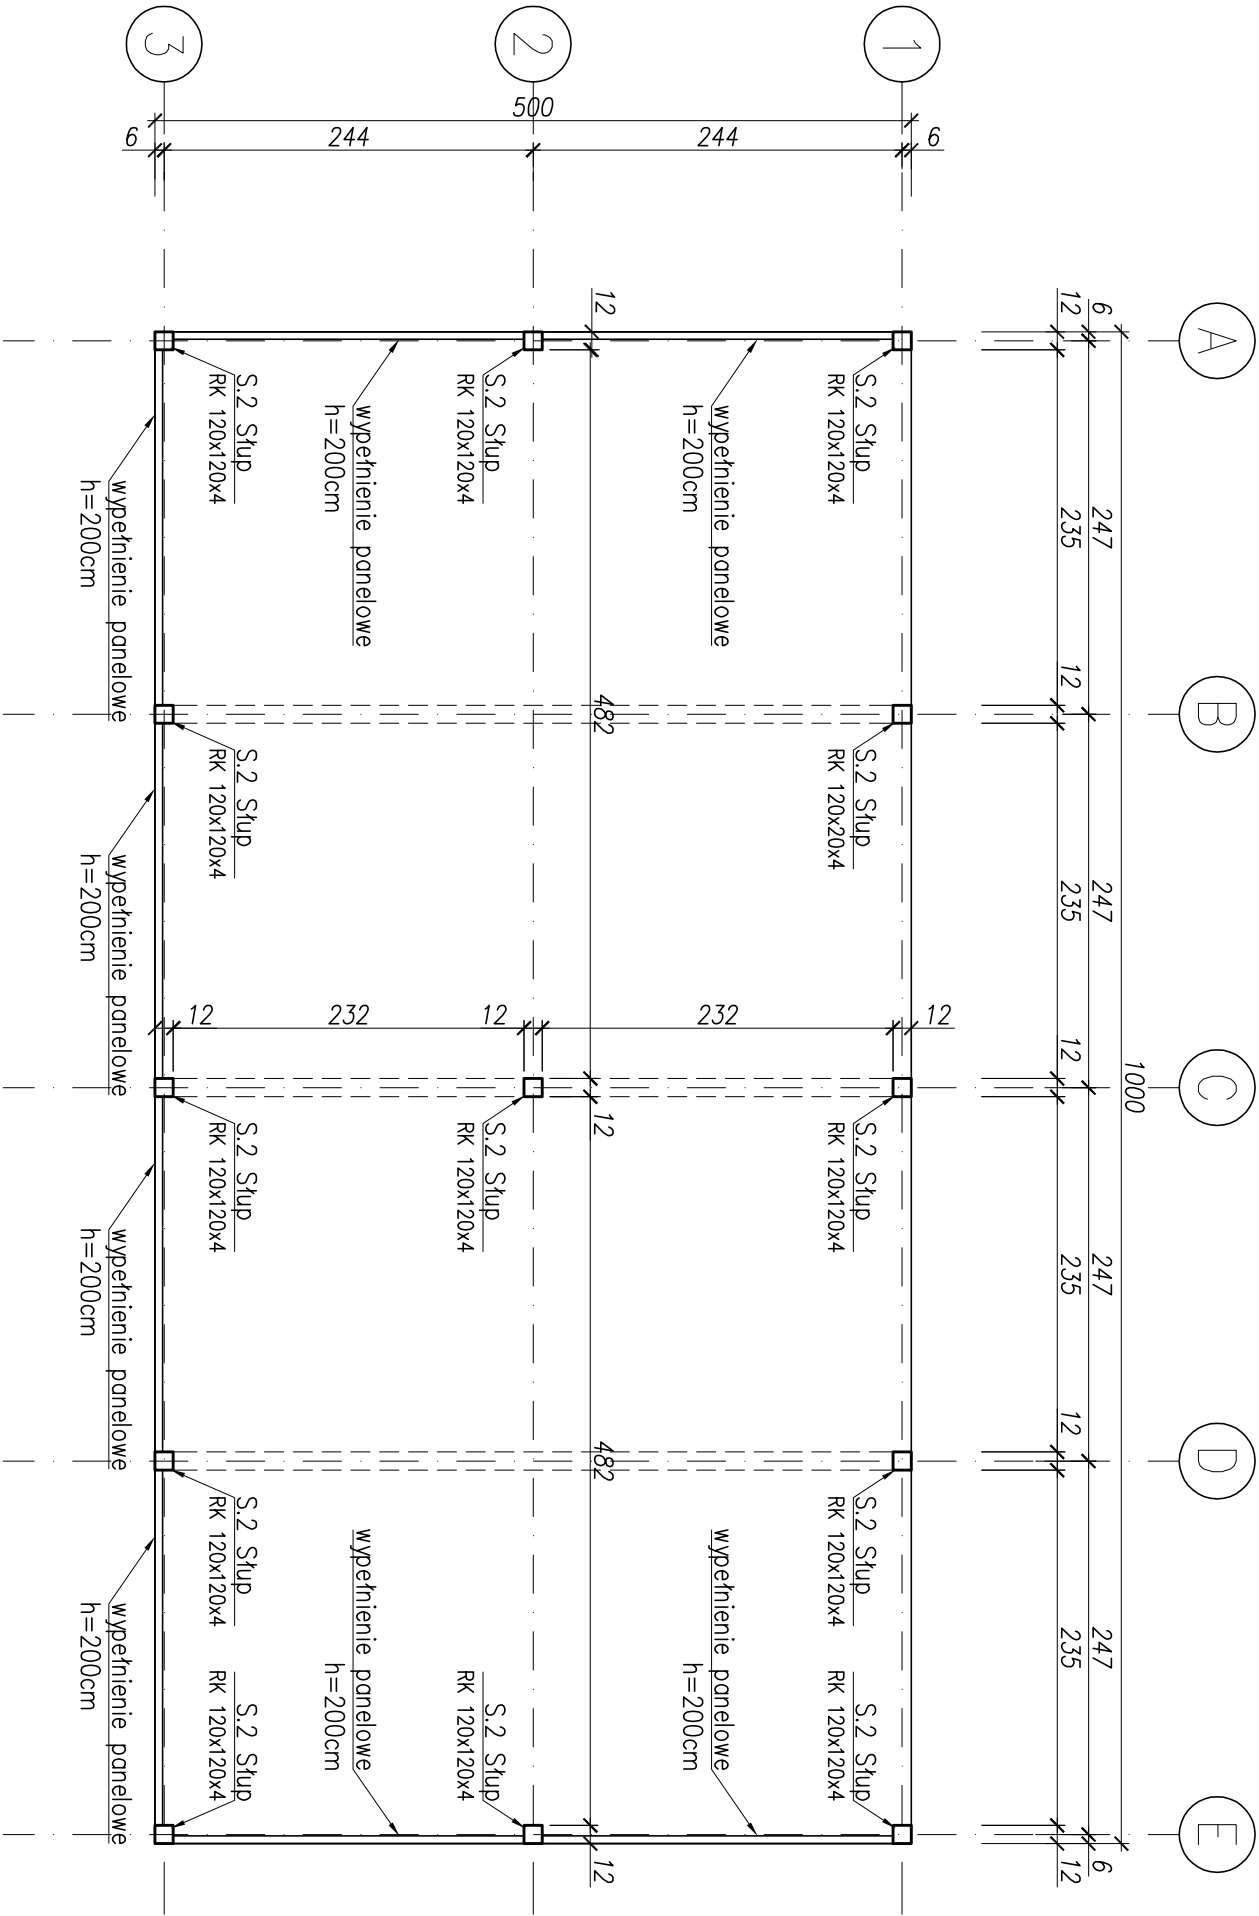 3
2
1
500
6
244
244
6
A
B
C
D
E
1000
6
247
247
247
247
6
12
235
12
235
12
235
12
235
12
12
482
12
482
12
12
232
12
232
12
S.2 Słup
RK 120x120x4
wypełnienie panelowe
h=200cm
S.2 Słup
RK 120x120x4
wypełnienie panelowe
h=200cm
S.2 Słup
RK 120x120x4
wypełnienie panelowe
h=200cm
S.2 Słup
RK 120x20x4
S.2 Słup
RK 120x120x4
wypełnienie panelowe
h=200cm
S.2 Słup
RK 120x120x4
S.2 Słup
RK 120x120x4
S.2 Słup
RK 120x120x4
wypełnienie panelowe
h=200cm
S.2 Słup
RK 120x120x4
S.2 Słup
RK 120x120x4
wypełnienie panelowe
h=200cm
wypełnienie panelowe
h=200cm
wypełnienie panelowe
h=200cm
S.2 Słup
RK 120x120x4
S.2 Słup
RK 120x120x4
S.2 Słup
RK 120x120x4